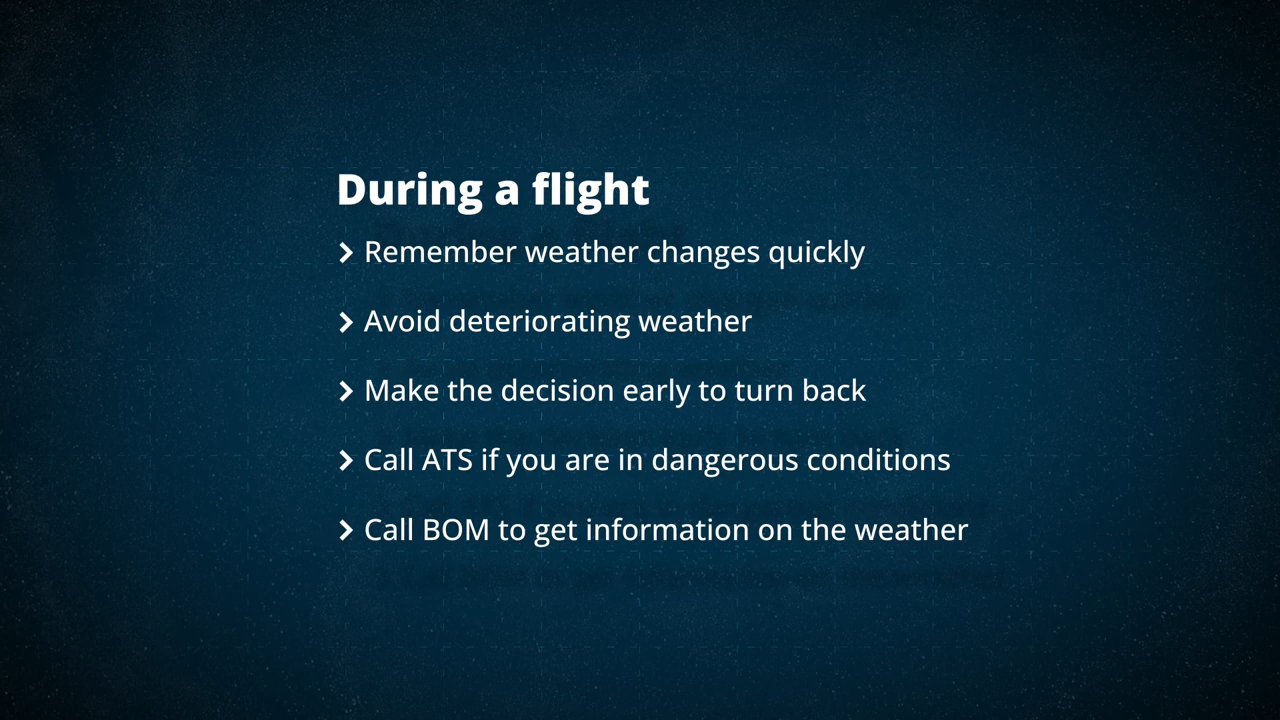 During a flight
Remember weather changes quickly
Avoid deteriorating weather
Make the decision early to turn back
Call ATS if you are in dangerous conditions
Call BOM to get information on the weather